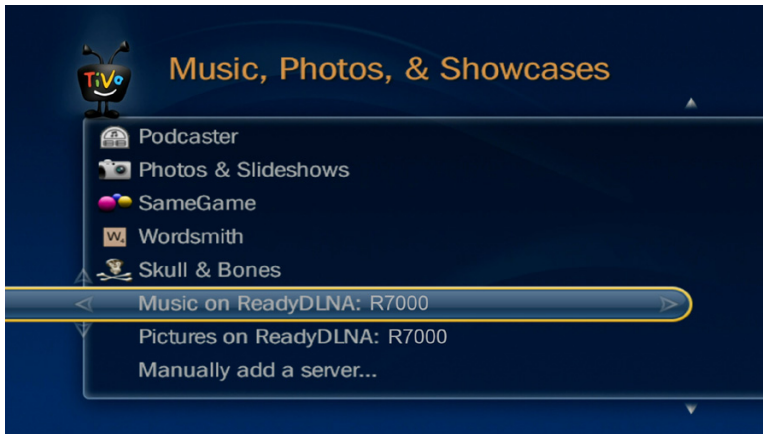 TiVo
Music, Photos, & Showcases
Podcaster
Photos & Slideshows
SameGame
W4
Wordsmith
Skull & Bones
Music on ReadyDLNA: R7000
Pictures on ReadyDLNA: R7000
Manually add a server...